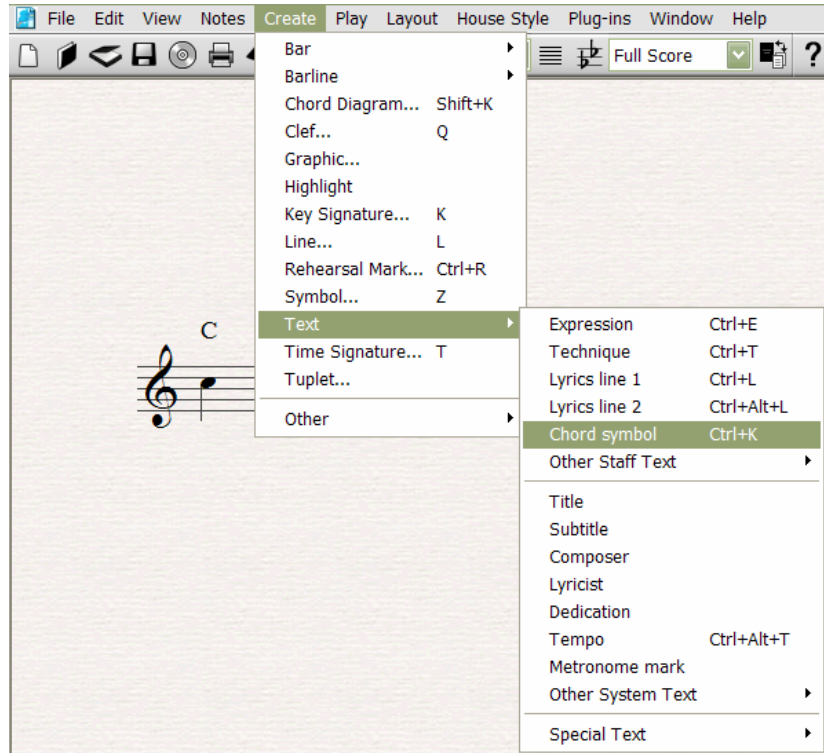 File Edit View Notes Create Play Layout House Style Plug-ins Window Help
Full Score ?
Bar
Barline
Chord Diagram... Shift+K
Clef... Q
Graphic...
Highlight
Key Signature... K
Line... L
Rehearsal Mark... Ctrl+R
Symbol... Z
Text
Time Signature... T
Tuplet...
Other
C
Expression Ctrl+E
Technique Ctrl+T
Lyrics line 1 Ctrl+L
Lyrics line 2 Ctrl+Alt+L
Chord symbol Ctrl+K
Other Staff Text
Title
Subtitle
Composer
Lyricist
Dedication
Tempo Ctrl+Alt+T
Metronome mark
Other System Text
Special Text